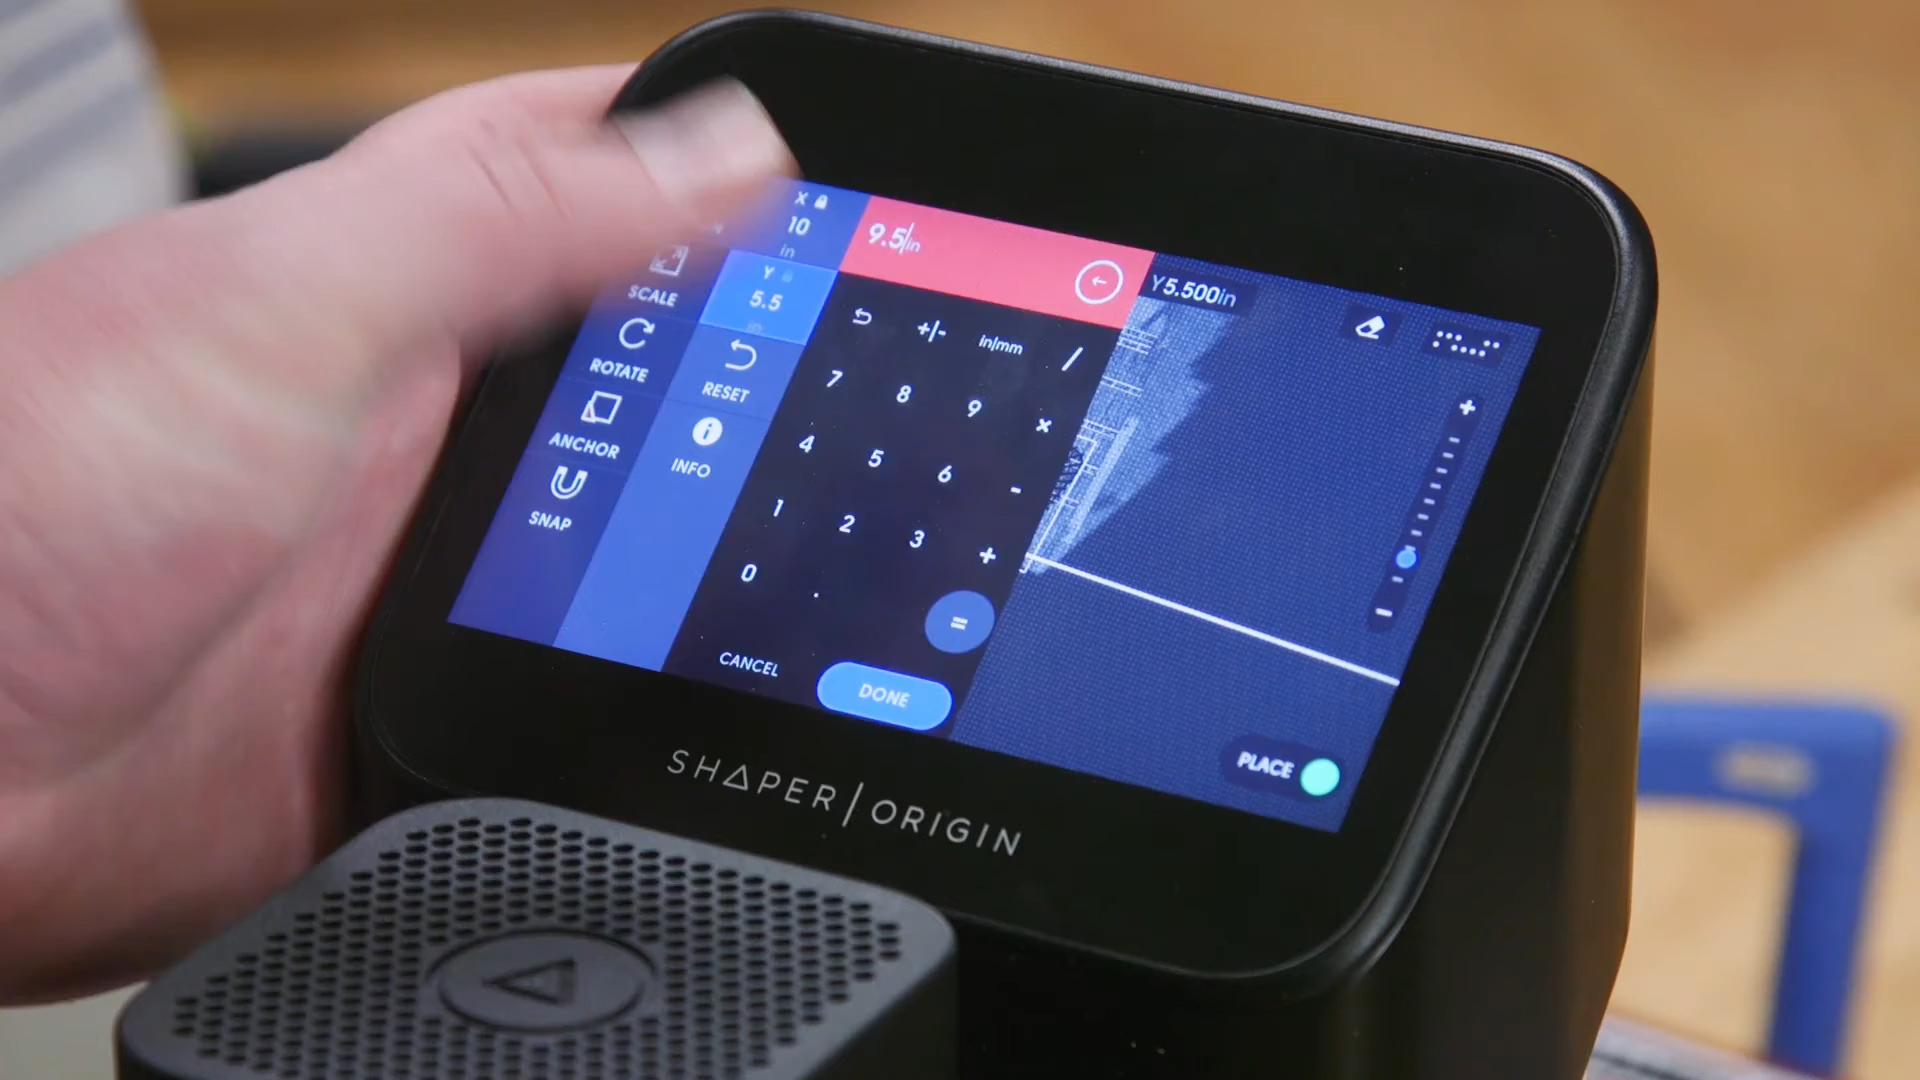 X
10
in
Y
5.5
in
SCALE
ROTATE
ANCHOR
SNAP
RESET
INFO
9.5in
+/-
in/mm
/
7 8 9 ×
4 5 6 -
1 2 3 +
0 . =
CANCEL
DONE
Y5.500in
+
-
PLACE
SHAPER | ORIGIN